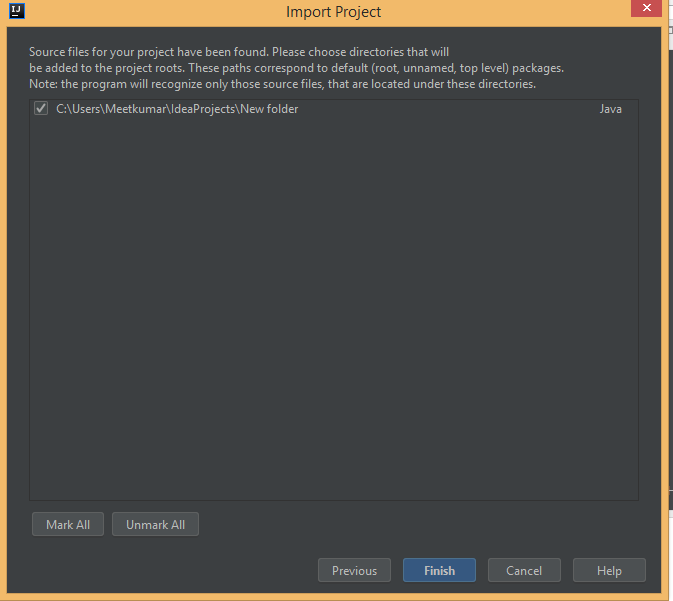 IJ
Import Project
Source files for your project have been found. Please choose directories that will
be added to the project roots. These paths correspond to default (root, unnamed, top level) packages.
Note: the program will recognize only those source files, that are located under these directories.
C:\Users\Meetkumar\IdeaProjects\New folder Java
Mark All Unmark All
Previous Finish Cancel Help